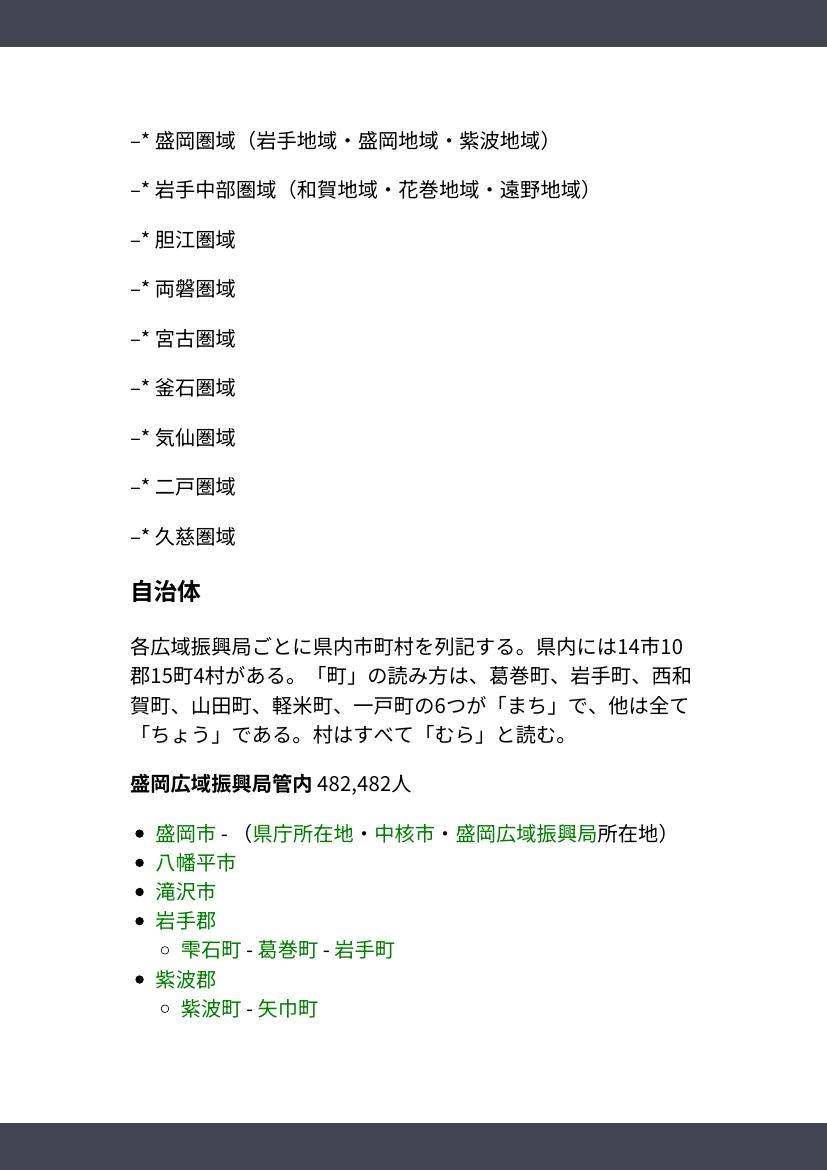 –* 盛岡圏域（岩手地域・盛岡地域・紫波地域）
–* 岩手中部圏域（和賀地域・花巻地域・遠野地域）
–* 胆江圏域
–* 両磐圏域
–* 宮古圏域
–* 釜石圏域
–* 気仙圏域
–* 二戸圏域
–* 久慈圏域
自治体
各広域振興局ごとに県内市町村を列記する。県内には14市10
郡15町4村がある。「町」の読み方は、葛巻町、岩手町、西和
賀町、山田町、軽米町、一戸町の6つが「まち」で、他は全て
「ちょう」である。村はすべて「むら」と読む。
盛岡広域振興局管内 482,482人
• 盛岡市 - （県庁所在地・中核市・盛岡広域振興局所在地）
• 八幡平市
• 滝沢市
• 岩手郡
◦ 雫石町 - 葛巻町 - 岩手町
• 紫波郡
◦ 紫波町 - 矢巾町